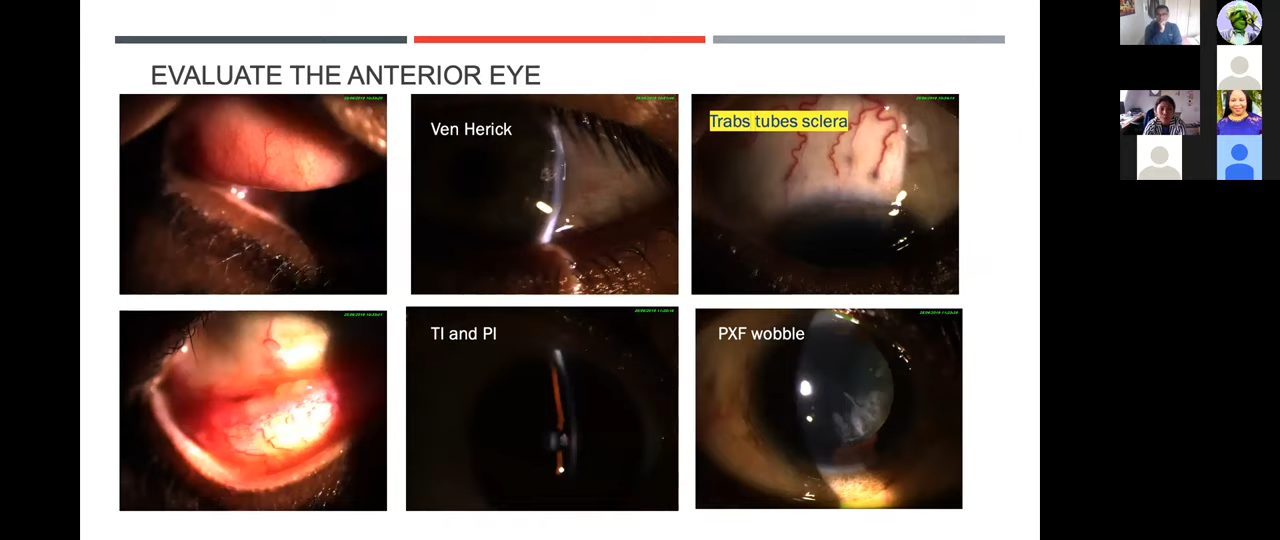 EVALUATE THE ANTERIOR EYE
Ven Herick
Trabs tubes sclera
TI and PI
PXF wobble